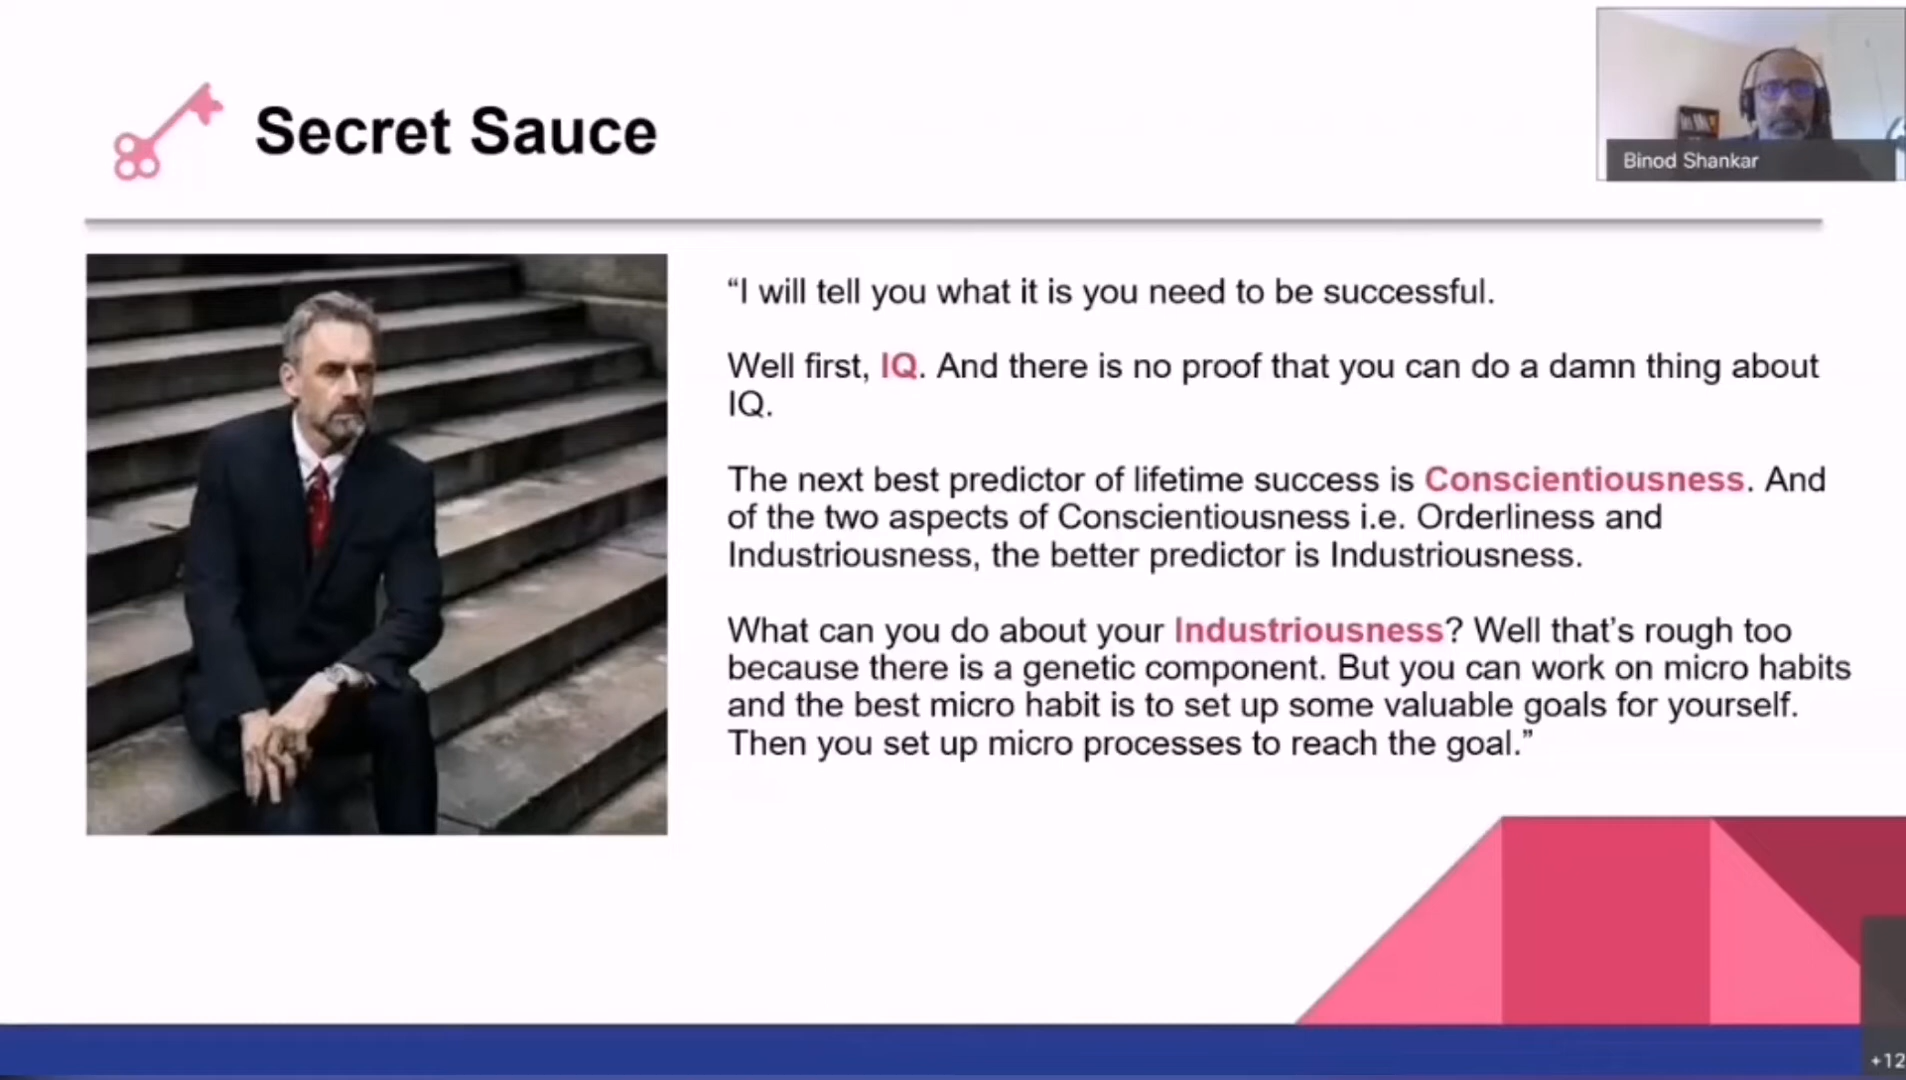 Secret Sauce
Binod Shankar
“I will tell you what it is you need to be successful.
Well first, IQ. And there is no proof that you can do a damn thing about
IQ.
The next best predictor of lifetime success is Conscientiousness. And
of the two aspects of Conscientiousness i.e. Orderliness and
Industriousness, the better predictor is Industriousness.
What can you do about your Industriousness? Well that’s rough too
because there is a genetic component. But you can work on micro habits
and the best micro habit is to set up some valuable goals for yourself.
Then you set up micro processes to reach the goal.”
+12